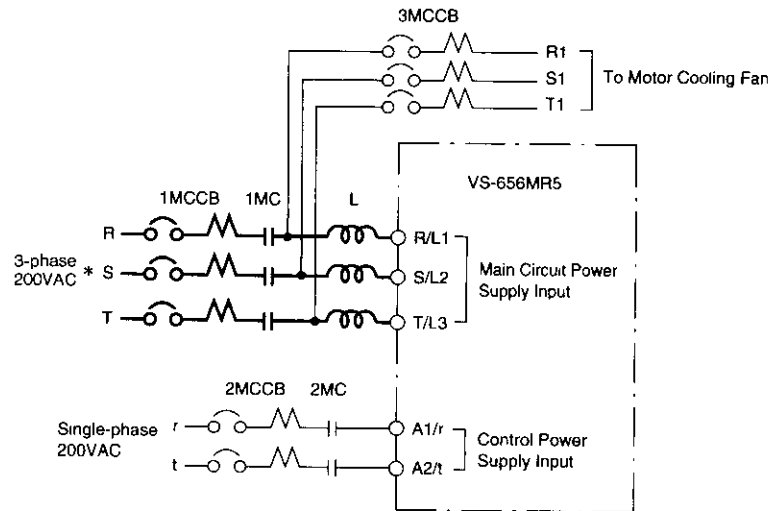 3MCCB
R1
S1
T1
To Motor Cooling Fan
VS-656MR5
1MCCB
1MC
L
R
3-phase
200VAC * S
T
R/L1
S/L2
T/L3
Main Circuit Power
Supply Input
2MCCB
2MC
Single-phase
200VAC
r
t
A1/r
A2/t
Control Power
Supply Input